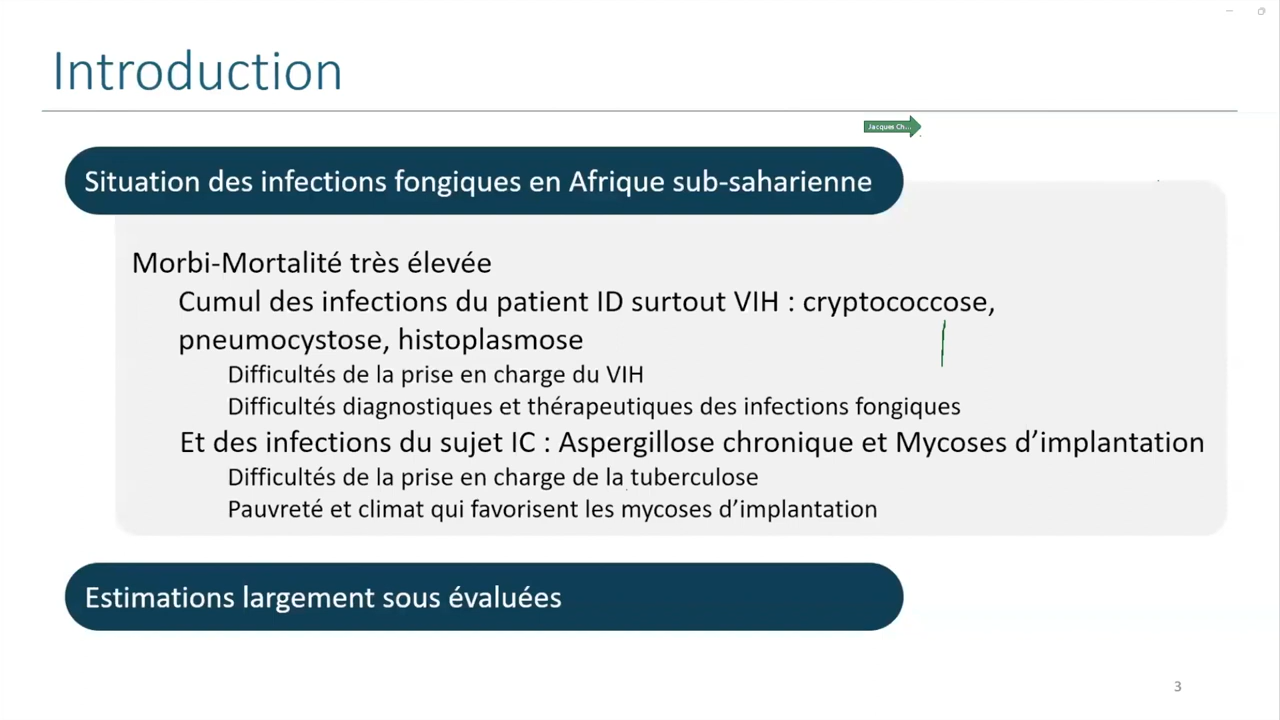 Introduction
Jacques Ch...
Situation des infections fongiques en Afrique sub-saharienne
Morbi-Mortalité très élevée
Cumul des infections du patient ID surtout VIH : cryptococcose,
pneumocystose, histoplasmose
Difficultés de la prise en charge du VIH
Difficultés diagnostiques et thérapeutiques des infections fongiques
Et des infections du sujet IC : Aspergillose chronique et Mycoses d’implantation
Difficultés de la prise en charge de la tuberculose
Pauvreté et climat qui favorisent les mycoses d’implantation
Estimations largement sous évaluées
3